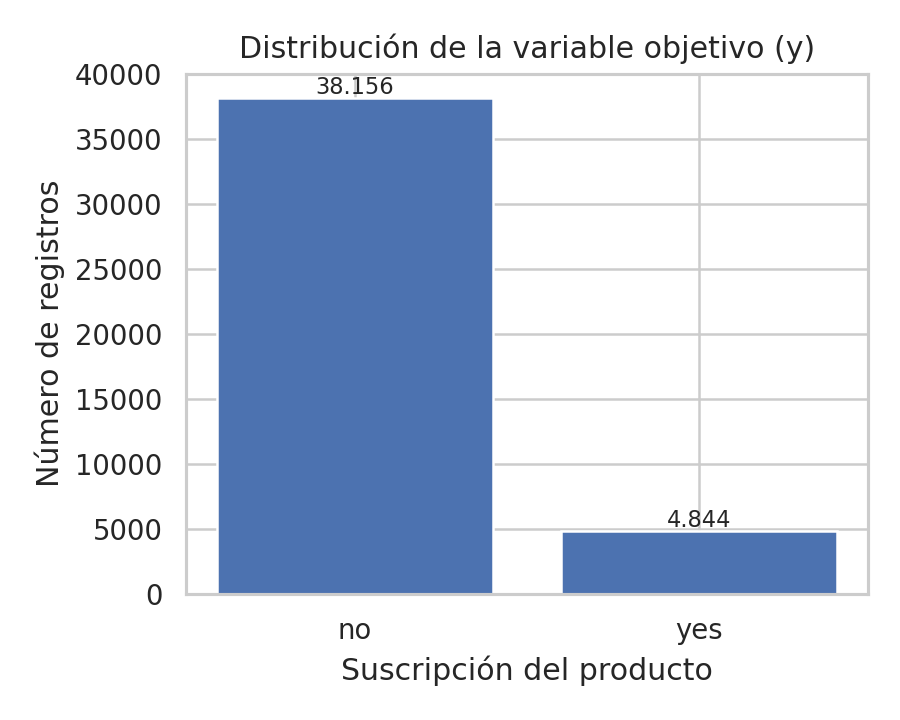 Distribución de la variable objetivo (y)
40000
35000
30000
25000
20000
15000
10000
5000
0
Número de registros
38.156
4.844
no
yes
Suscripción del producto